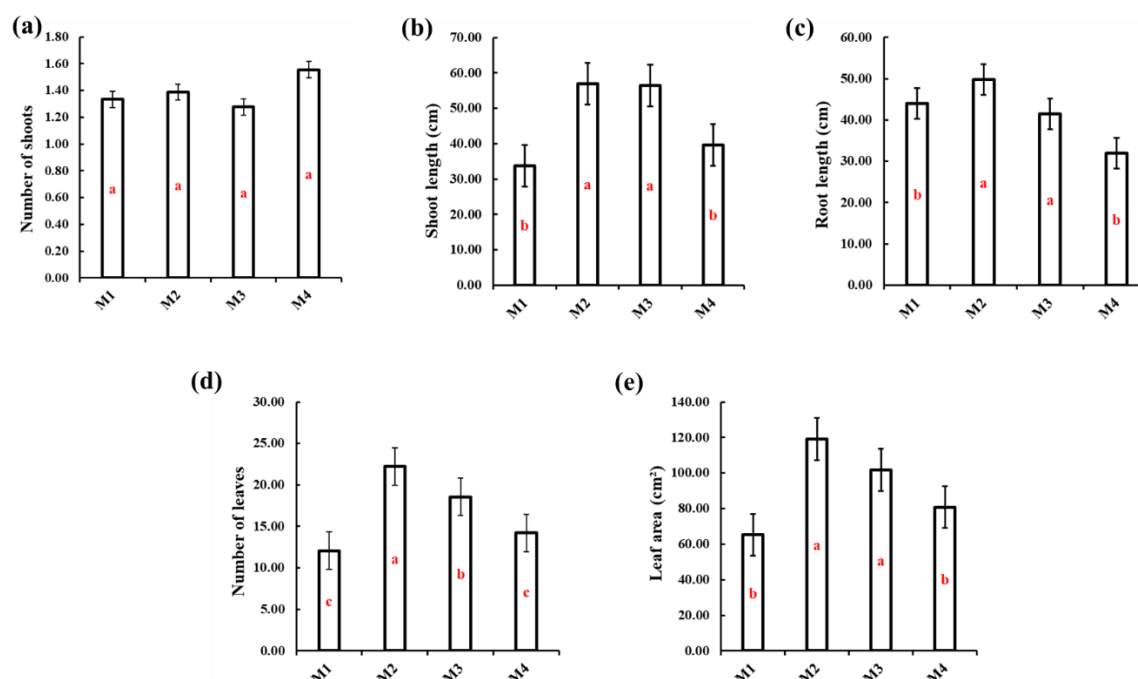 (a)
Number of shoots
1.80
1.60
1.40
1.20
1.00
0.80
0.60
0.40
0.20
0.00
a
a
a
a
M1
M2
M3
M4
(b)
Shoot length (cm)
70.00
60.00
50.00
40.00
30.00
20.00
10.00
0.00
b
a
a
b
M1
M2
M3
M4
(c)
Root length (cm)
60.00
50.00
40.00
30.00
20.00
10.00
0.00
b
a
a
b
M1
M2
M3
M4
(d)
Number of leaves
30.00
25.00
20.00
15.00
10.00
5.00
0.00
c
a
b
c
M1
M2
M3
M4
(e)
Leaf area (cm²)
140.00
120.00
100.00
80.00
60.00
40.00
20.00
0.00
b
a
a
b
M1
M2
M3
M4